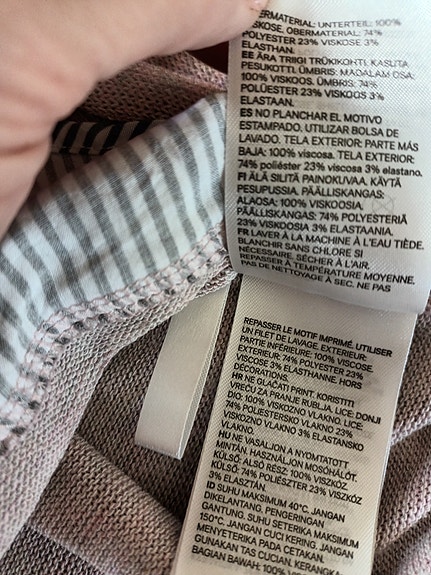 ERMATERIAL: UNTERTEIL: 100%
VISKOSE, OBERMATERIAL: 74%
POLYESTER 23% VISKOSE 3%
ELASTHAN.
EE ÄRA TRIIGI TRÜKIKOHTI, KASUTA
PESUKOTTI. ÜMBRIS: MADALAM OSA:
100% VISKOOS. ÜMBRIS: 74%
POLÜESTER 23% VISKOOS 3%
ELASTAAN.
ES NO PLANCHAR EL MOTIVO
ESTAMPADO. UTILIZAR BOLSA DE
LAVADO. TELA EXTERIOR: PARTE MÁS
BAJA: 100% viscosa. TELA EXTERIOR:
74% poliéster 23% viscosa 3% elastano.
FI ÄLÄ SILITÄ PAINOKUVAA, KÄYTÄ
PESUPUSSIA. PÄÄLLISKANGAS:
ALAOSA: 100% VISKOOSIA.
PÄÄLLISKANGAS: 74% POLYESTERIÄ
23% VISKOOSIA 3% ELASTAANIA.
FR LAVER À LA MACHINE À L'EAU TIÈDE.
BLANCHIR SANS CHLORE SI
NÉCESSAIRE. SÉCHER À L'AIR.
REPASSER À TEMPÉRATURE MOYENNE.
PAS DE NETTOYAGE À SEC. NE PAS
REPASSER LE MOTIF IMPRIMÉ. UTILISER
UN FILET DE LAVAGE. EXTERIEUR:
PARTIE INFÉRIEURE: 100% VISCOSE.
EXTERIEUR: 74% POLYESTER 23%
VISCOSE 3% ELASTHANNE. HORS
DÉCORATIONS.
HR NE GLAČATI PRINT. KORISTITI
VREĆU ZA PRANJE RUBLJA. LICE: DONJI
DIO: 100% VISKOZNO VLAKNO. LICE:
74% POLIESTERSKO VLAKNO 23%
VISKOZNO VLAKNO 3% ELASTANSKO
VLAKNO.
HU NE VASALJON A NYOMTATOTT
MINTÁN. HASZNÁLJON MOSÓHÁLÓT.
KÜLSŐ: ALSÓ RÉSZ: 100% VISZKÓZ
KÜLSŐ: 74% POLIÉSZTER 23% VISZKÓZ
3% ELASZTÁN.
ID SUHU MAKSIMUM 40°C. JANGAN
DIKELANTANG. PENGERINGAN
GANTUNG. SUHU SETERIKA MAKSIMUM
150°C. JANGAN CUCI KERING. JANGAN
MENYETERIKA PADA CETAKAN.
GUNAKAN TAS CUCIAN. KERANGKA
BAGIAN BAWAH: 100%